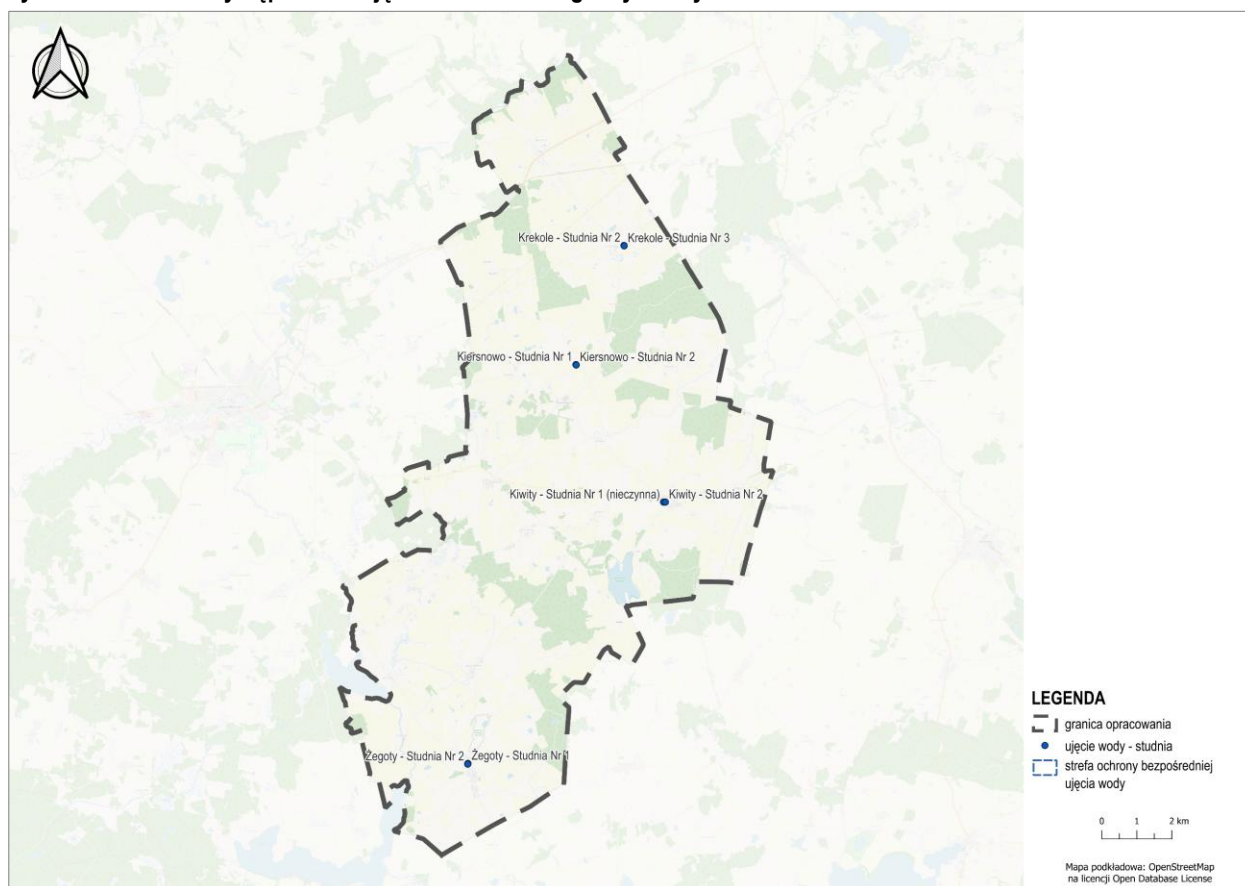 Krekole - Studnia Nr 2 Krekole - Studnia Nr 3
Kiersnowo - Studnia Nr 1 Kiersnowo - Studnia Nr 2
Kiwity - Studnia Nr 1 (nieczynna) Kiwity - Studnia Nr 2
Żegoty - Studnia Nr 2 Żegoty - Studnia Nr 1
LEGENDA
granica opracowania
ujęcie wody - studnia
strefa ochrony bezpośredniej
ujęcia wody
0 1 2 km
Mapa podkładowa: OpenStreetMap
na licencji Open Database License